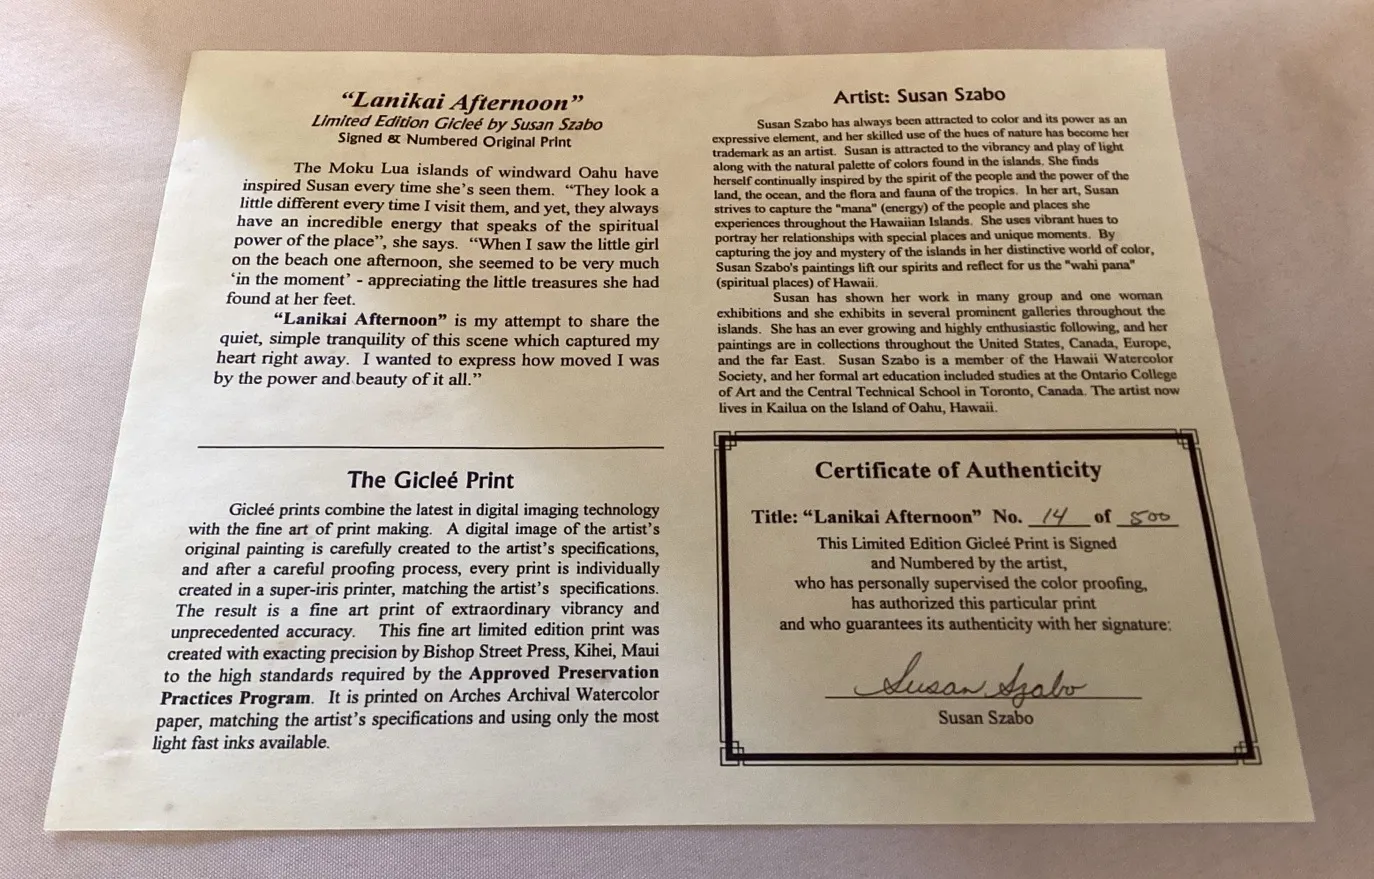 “Lanikai Afternoon”
Limited Edition Gicleé by Susan Szabo
Signed & Numbered Original Print
The Moku Lua islands of windward Oahu have
inspired Susan every time she’s seen them. “They look a
little different every time I visit them, and yet, they always
have an incredible energy that speaks of the spiritual
power of the place”, she says. “When I saw the little girl
on the beach one afternoon, she seemed to be very much
‘in the moment’ - appreciating the little treasures she had
found at her feet.
“Lanikai Afternoon” is my attempt to share the
quiet, simple tranquility of this scene which captured my
heart right away. I wanted to express how moved I was
by the power and beauty of it all.”
The Gicleé Print
Gicleé prints combine the latest in digital imaging technology
with the fine art of print making. A digital image of the artist’s
original painting is carefully created to the artist’s specifications,
and after a careful proofing process, every print is individually
created in a super-iris printer, matching the artist’s specifications.
The result is a fine art print of extraordinary vibrancy and
unprecedented accuracy. This fine art limited edition print was
created with exacting precision by Bishop Street Press, Kihei, Maui
to the high standards required by the Approved Preservation
Practices Program. It is printed on Arches Archival Watercolor
paper, matching the artist’s specifications and using only the most
light fast inks available.
Artist: Susan Szabo
Susan Szabo has always been attracted to color and its power as an
expressive element, and her skilled use of the hues of nature has become her
trademark as an artist. Susan is attracted to the vibrancy and play of light
along with the natural palette of colors found in the islands. She finds
herself continually inspired by the spirit of the people and the power of the
land, the ocean, and the flora and fauna of the tropics. In her art, Susan
strives to capture the "mana" (energy) of the people and places she
experiences throughout the Hawaiian Islands. She uses vibrant hues to
portray her relationships with special places and unique moments. By
capturing the joy and mystery of the islands in her distinctive world of color,
Susan Szabo's paintings lift our spirits and reflect for us the "wahi pana"
(spiritual places) of Hawaii.
Susan has shown her work in many group and one woman
exhibitions and she exhibits in several prominent galleries throughout the
islands. She has an ever growing and highly enthusiastic following, and her
paintings are in collections throughout the United States, Canada, Europe,
and the far East. Susan Szabo is a member of the Hawaii Watercolor
Society, and her formal art education included studies at the Ontario College
of Art and the Central Technical School in Toronto, Canada. The artist now
lives in Kailua on the Island of Oahu, Hawaii.
Certificate of Authenticity
Title: “Lanikai Afternoon” No. 14 of 500
This Limited Edition Gicleé Print is Signed
and Numbered by the artist,
who has personally supervised the color proofing,
has authorized this particular print
and who guarantees its authenticity with her signature:
Susan Szabo
Susan Szabo